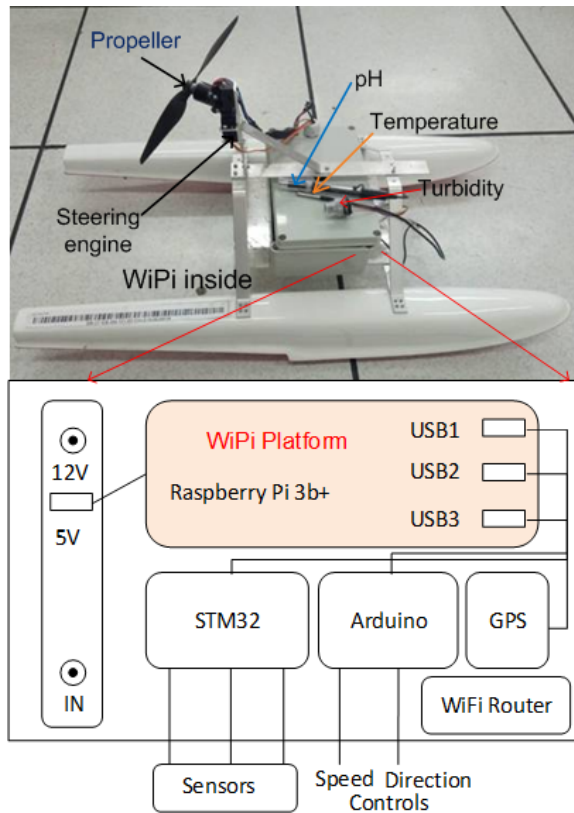 Propeller
pH
Temperature
Turbidity
Steering
engine
WiPi inside
12V
5V
IN
WiPi Platform
Raspberry Pi 3b+
USB1
USB2
USB3
STM32
Arduino
GPS
WiFi Router
Sensors
Speed Direction
Controls